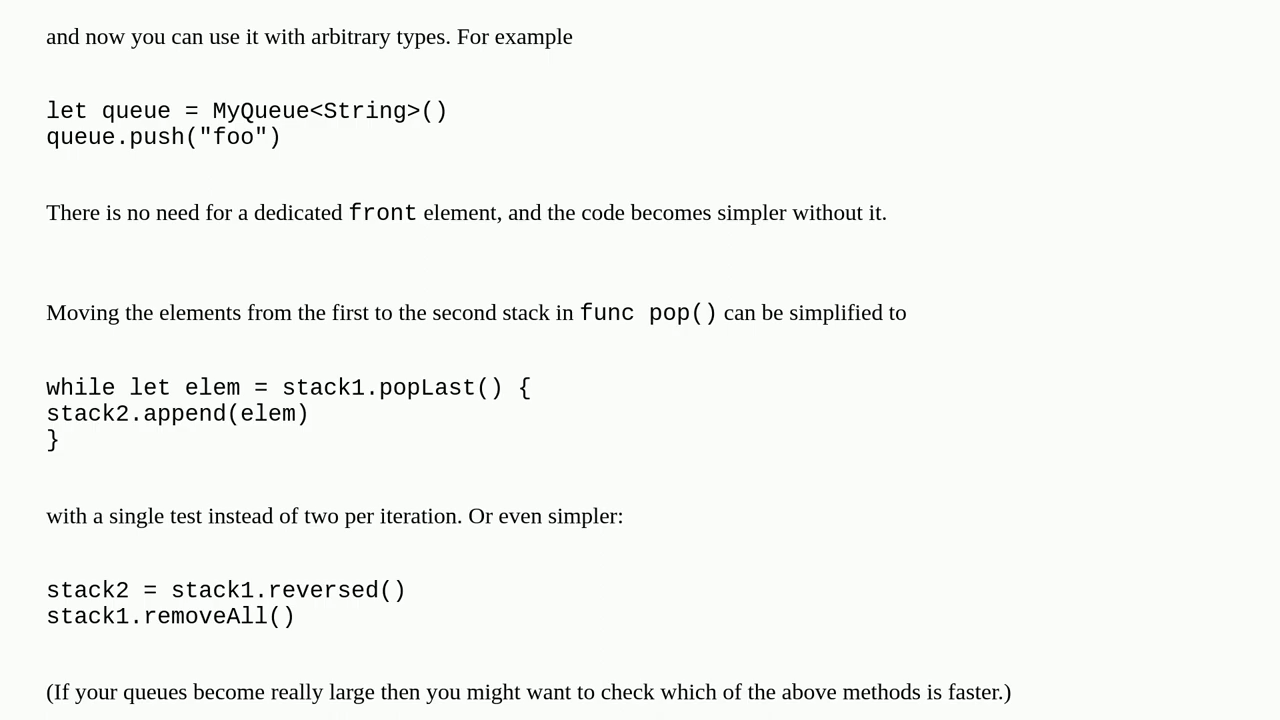 and now you can use it with arbitrary types. For example
let queue = MyQueue<String>()
queue.push("foo")
There is no need for a dedicated front element, and the code becomes simpler without it.
Moving the elements from the first to the second stack in func pop() can be simplified to
while let elem = stack1.popLast() {
stack2.append(elem)
}
with a single test instead of two per iteration. Or even simpler:
stack2 = stack1.reversed()
stack1.removeAll()
(If your queues become really large then you might want to check which of the above methods is faster.)